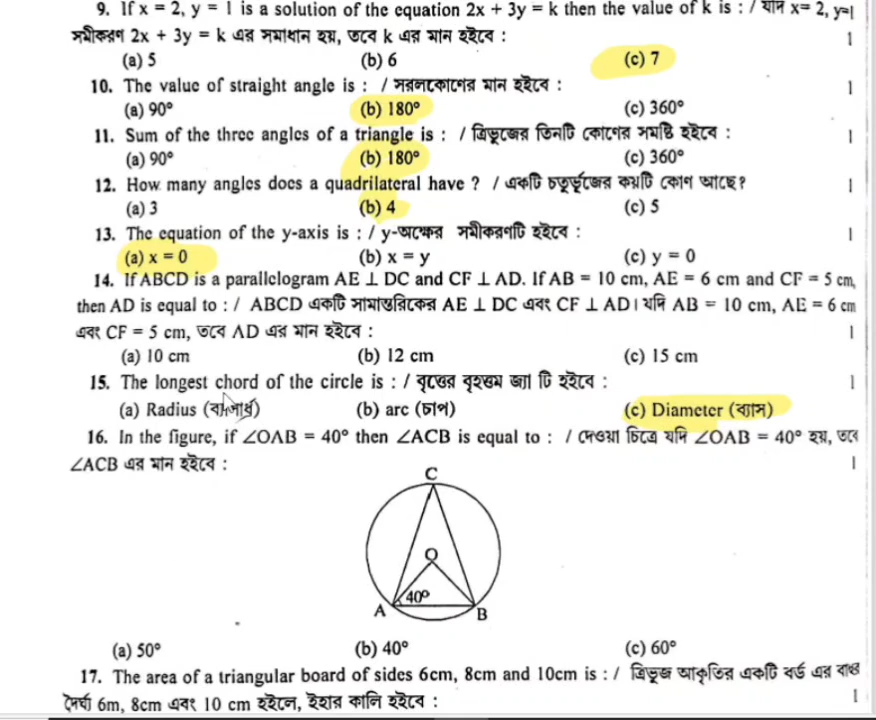 9. If x = 2, y = 1 is a solution of the equation 2x + 3y = k then the value of k is : / যদি x= 2, y=1
সমীকৰণ 2x + 3y = k এর সমাধান হয়, তবে k এর মান হইবে : 1
(a) 5 (b) 6 (c) 7
10. The value of straight angle is : / সরলকোণের মান হইবে : 1
(a) 90° (b) 180° (c) 360°
11. Sum of the three angles of a triangle is : / ত্রিভুজের তিনটি কোণের সমষ্টি হইবে : 1
(a) 90° (b) 180° (c) 360°
12. How many angles does a quadrilateral have ? / একটি চতুর্ভূজের কয়টি কোণ আছে? 1
(a) 3 (b) 4 (c) 5
13. The equation of the y-axis is : / y-অক্ষের সমীকরণটি হইবে : 1
(a) x = 0 (b) x = y (c) y = 0
14. If ABCD is a parallelogram AE ⊥ DC and CF ⊥ AD. If AB = 10 cm, AE = 6 cm and CF = 5 cm,
then AD is equal to : / ABCD একটি সামান্তরিকের AE ⊥ DC এবং CF ⊥ AD। যদি AB = 10 cm, AE = 6 cm
এবং CF = 5 cm, তবে AD এর মান হইবে : 1
(a) 10 cm (b) 12 cm (c) 15 cm
15. The longest chord of the circle is : / বৃত্তের বৃহত্তম জ্যা টি হইবে : 1
(a) Radius (b) arc (চাপ) (c) Diameter (ব্যাস)
16. In the figure, if ∠OAB = 40° then ∠ACB is equal to : / দেওয়া চিত্রে যদি ∠OAB = 40° হয়, তবে
∠ACB এর মান হইবে : 1
C
O
40°
A B
(a) 50° (b) 40° (c) 60°
17. The area of a triangular board of sides 6cm, 8cm and 10cm is : / ত্রিভুজ আকৃতির একটি বর্ড এর বাহুর
দৈর্ঘ্য 6m, 8cm এবং 10 cm হইলে, ইহার কালি হইবে : 1